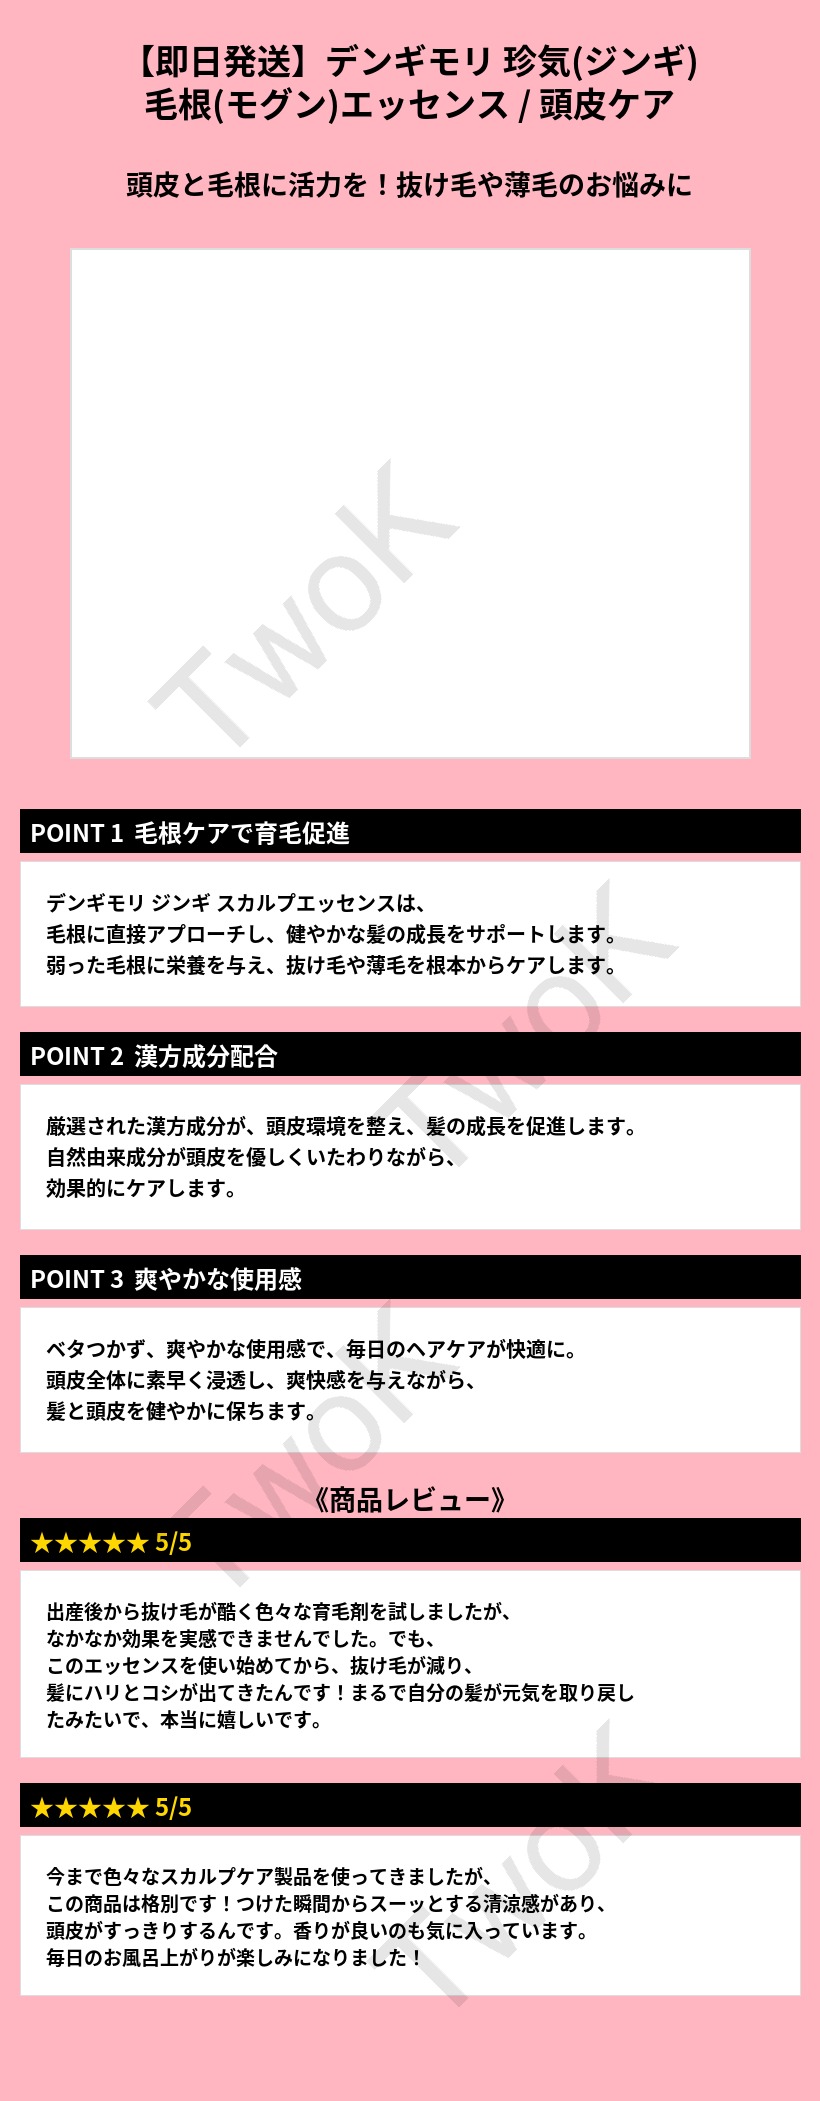 【即日発送】デンギモリ 珍気(ジンギ)
毛根(モグン)エッセンス / 頭皮ケア
頭皮と毛根に活力を！抜け毛や薄毛のお悩みに
TwoK
POINT 1 毛根ケアで育毛促進
デンギモリ ジンギ スカルプエッセンスは、
毛根に直接アプローチし、健やかな髪の成長をサポートします。
弱った毛根に栄養を与え、抜け毛や薄毛を根本からケアします。
TwoK
POINT 2 漢方成分配合
厳選された漢方成分が、頭皮環境を整え、髪の成長を促進します。
自然由来成分が頭皮を優しくいたわりながら、
効果的にケアします。
POINT 3 爽やかな使用感
ベタつかず、爽やかな使用感で、毎日のヘアケアが快適に。
頭皮全体に素早く浸透し、爽快感を与えながら、
髪と頭皮を健やかに保ちます。
TwoK
《商品レビュー》
★★★★★ 5/5
出産後から抜け毛が酷く色々な育毛剤を試しましたが、
なかなか効果を実感できませんでした。でも、
このエッセンスを使い始めてから、抜け毛が減り、
髪にハリとコシが出てきたんです！まるで自分の髪が元気を取り戻し
たみたいで、本当に嬉しいです。
★★★★★ 5/5
今まで色々なスカルプケア製品を使ってきましたが、
この商品は格別です！つけた瞬間からスーッとする清涼感があり、
頭皮がすっきりするんです。香りが良いのも気に入っています。
毎日のお風呂上がりが楽しみになりました！
TwoK